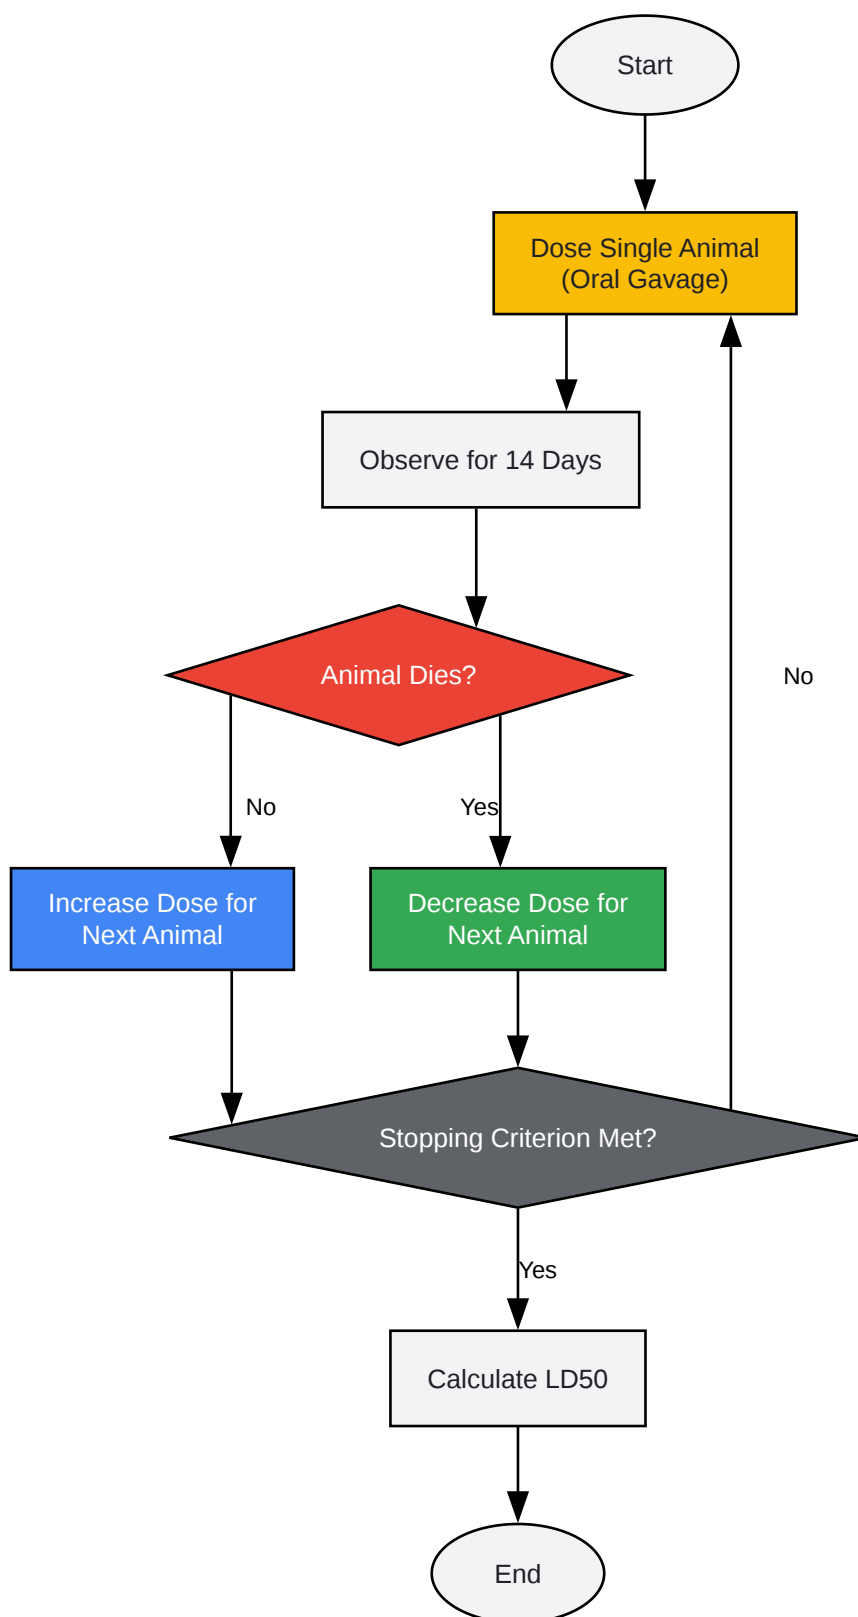 Start
Dose Single Animal
(Oral Gavage)
Observe for 14 Days
Animal Dies?
No
No
Yes
Increase Dose for
Next Animal
Decrease Dose for
Next Animal
Stopping Criterion Met?
Yes
Calculate LD50
End